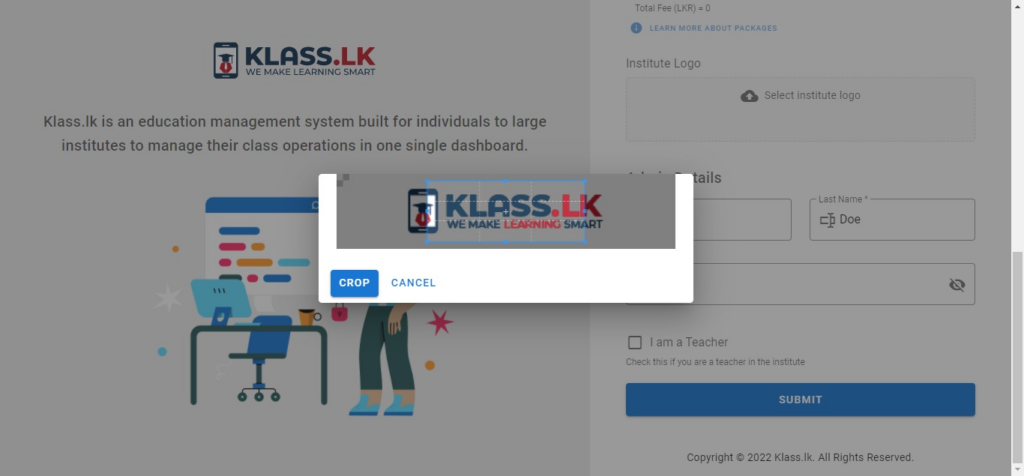 KLASS.LK
WE MAKE LEARNING SMART
Klass.lk is an education management system built for individuals to large
institutes to manage their class operations in one single dashboard.
Total Fee (LKR) = 0
LEARN MORE ABOUT PACKAGES
Institute Logo
Select institute logo
Details
Last Name *
Doe
KLASS.LK
WE MAKE LEARNING SMART
CROP
CANCEL
I am a Teacher
Check this if you are a teacher in the institute
SUBMIT
Copyright © 2022 Klass.lk. All Rights Reserved.